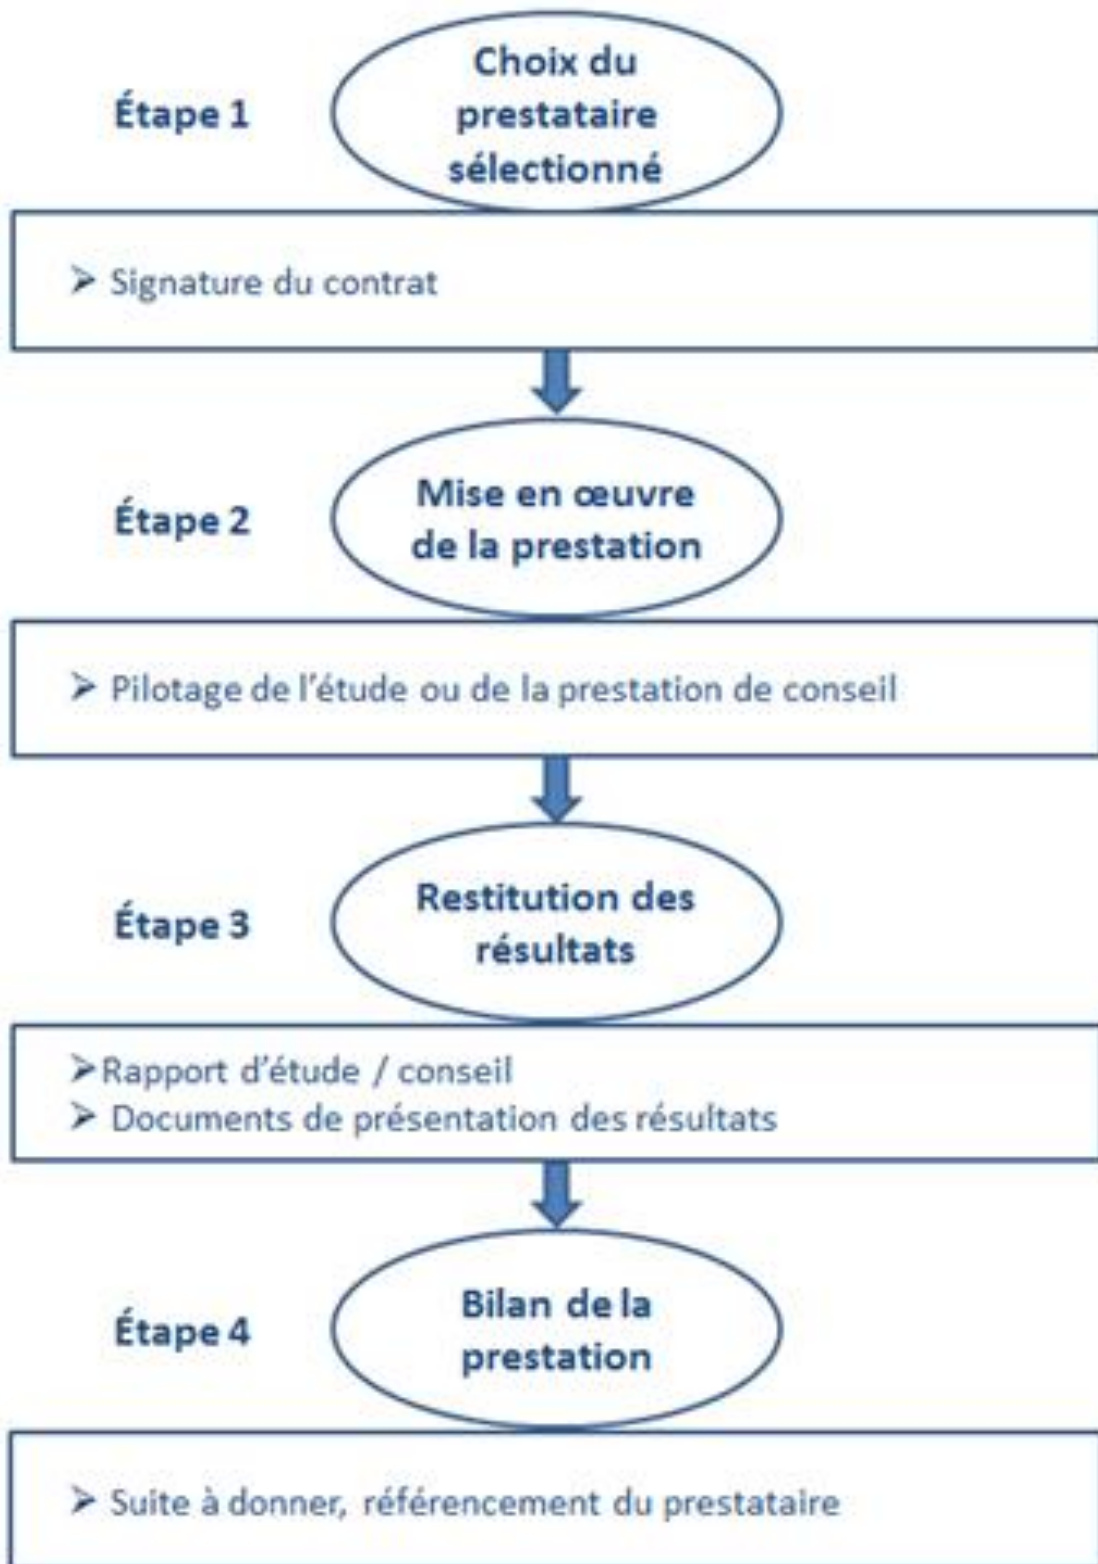 Étape 1
Choix du
prestataire
sélectionné
➢ Signature du contrat
Étape 2
Mise en œuvre
de la prestation
➢ Pilotage de l'étude ou de la prestation de conseil
Étape 3
Restitution des
résultats
➢Rapport d'étude / conseil
➢ Documents de présentation des résultats
Étape 4
Bilan de la
prestation
➢ Suite à donner, référencement du prestataire